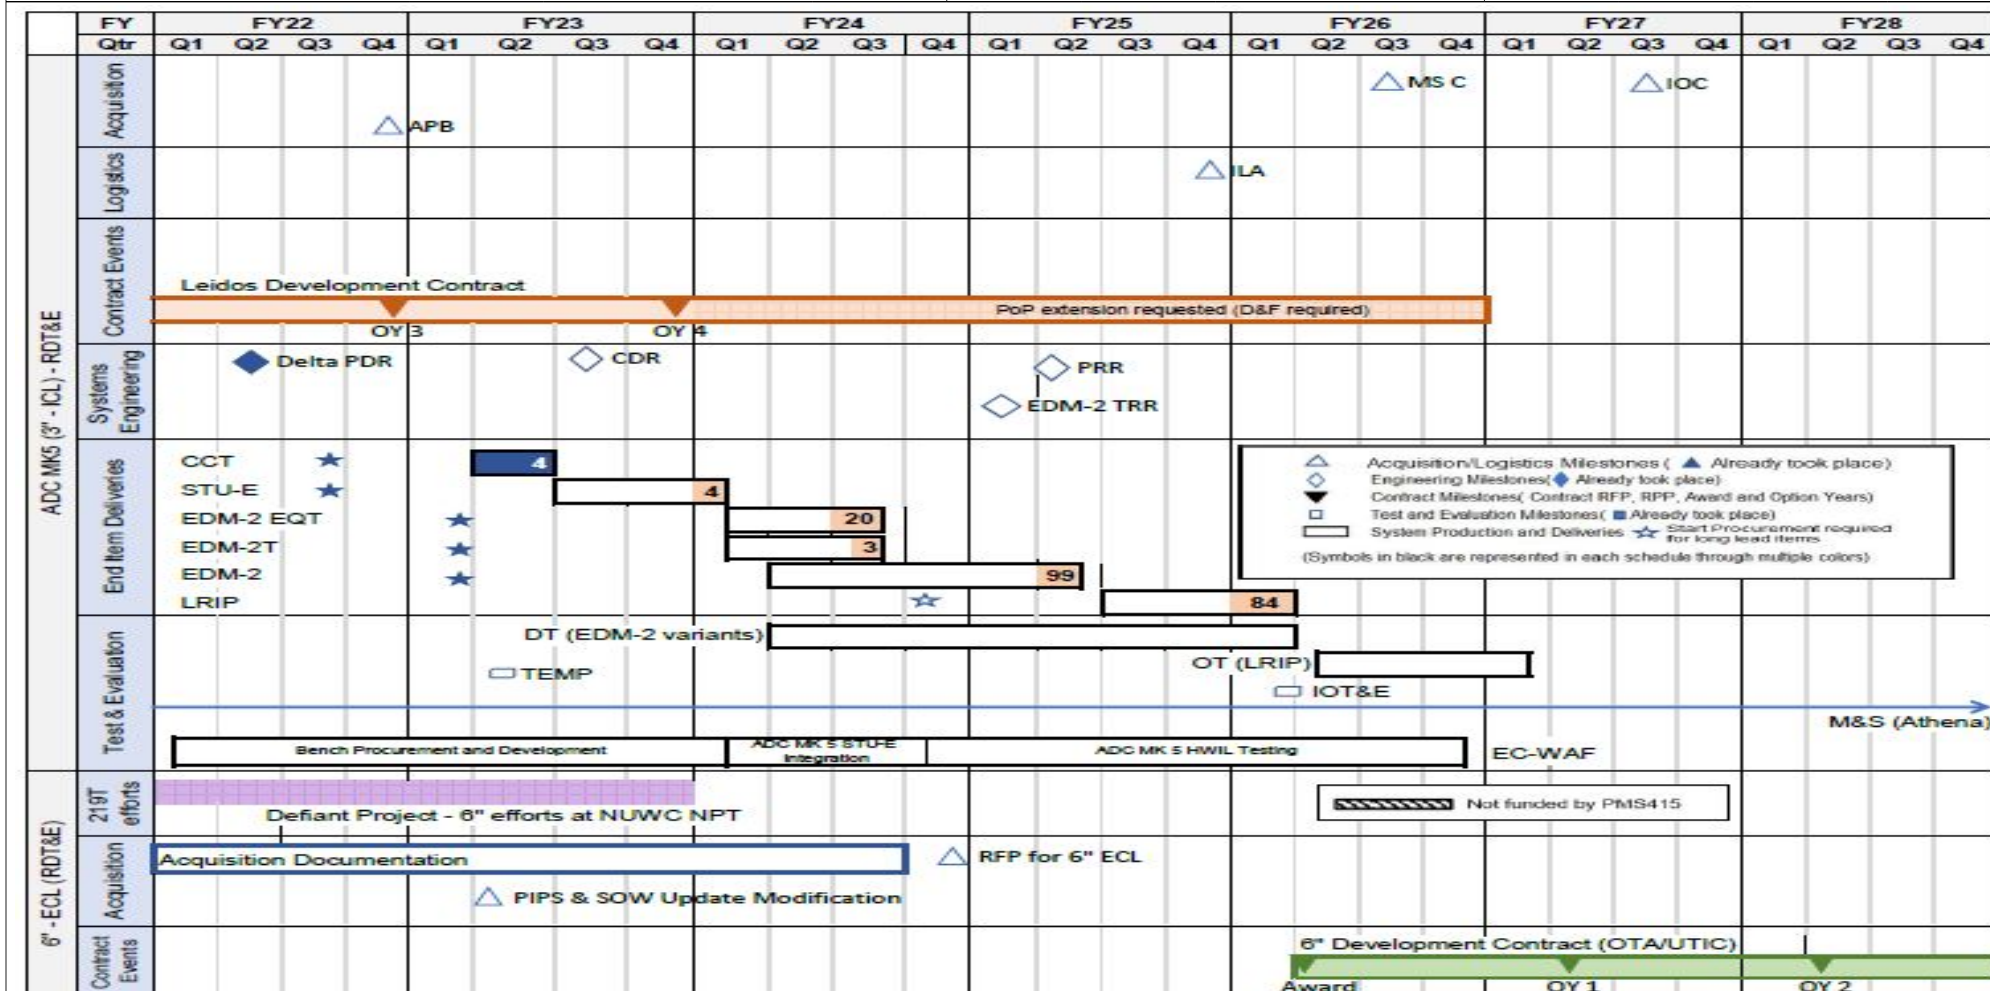 FY FY22 FY23 FY24 FY25 FY26 FY27 FY28
Qtr Q1 Q2 Q3 Q4 Q1 Q2 Q3 Q4 Q1 Q2 Q3 Q4 Q1 Q2 Q3 Q4 Q1 Q2 Q3 Q4 Q1 Q2 Q3 Q4 Q1 Q2 Q3 Q4
ADC MK5 (3" - ICL) - RDT&E
Acquisition
MS C
IOC
APB
Logistics
ILA
Contract Events
Leidos Development Contract
PoP extension requested (D&F required)
OY 3
OY 4
Systems
Engineering
Delta PDR
CDR
PRR
EDM-2 TRR
End Item Deliveries
CCT 4
STU-E 4
EDM-2 EQT 20
EDM-2T 3
EDM-2 99
LRIP 84
Acquisition/Logistics Milestones ( Already took place)
Engineering Milestones( Already took place)
Contract Milestones( Contract RFP, RPP, Award and Option Years)
Test and Evaluation Milestones( Already took place)
System Production and Deliveries
Start Procurement required
for long lead items
(Symbols in black are represented in each schedule through multiple colors)
Test & Evaluation
DT (EDM-2 variants)
OT (LRIP)
TEMP
IOT&E
M&S (Athena)
Bench Procurement and Development
ADC MK 5 STU-E
Integration
ADC MK 5 HWIL Testing
EC-WAF
6" - ECL (RDT&E)
219T
efforts
Defiant Project - 6" efforts at NUWC NPT
Not funded by PMS415
Acquisition
Acquisition Documentation
RFP for 6" ECL
PIPS & SOW Update Modification
Contract
Events
6" Development Contract (OTA/UTIC)
Award
OY 1
OY 2